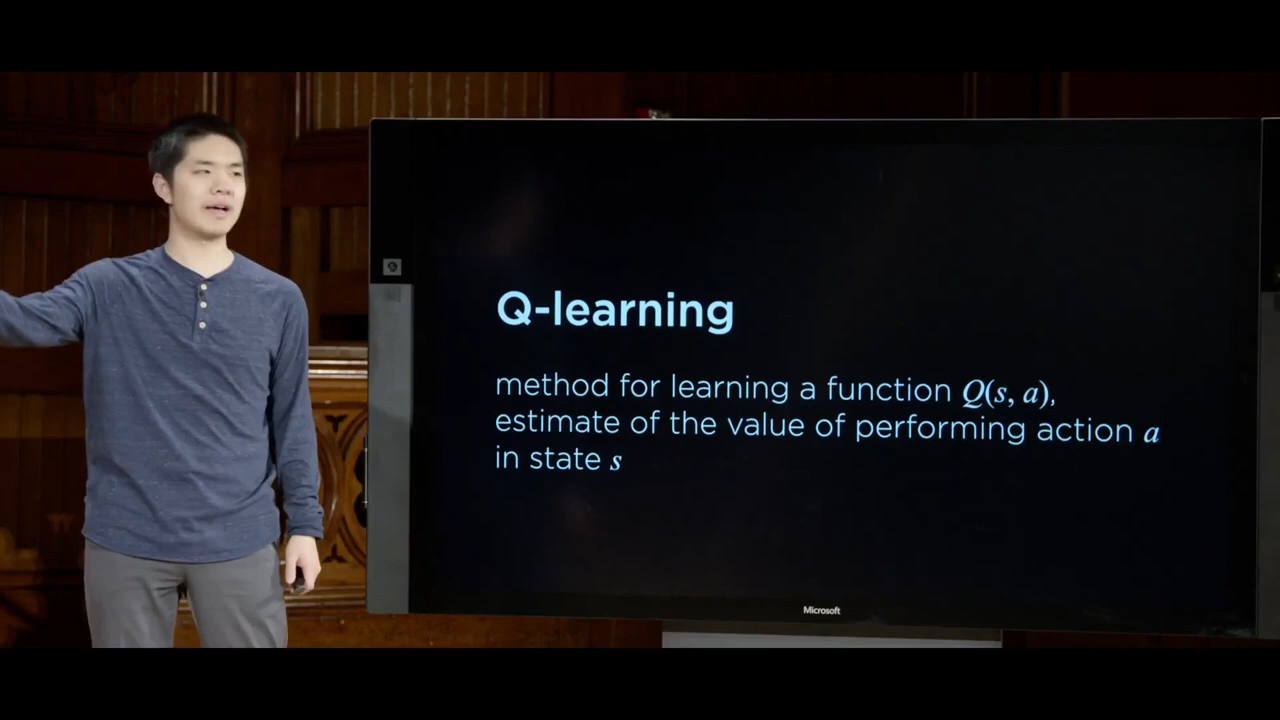 Q-learning
method for learning a function Q(s, a),
estimate of the value of performing action a
in state s
Microsoft